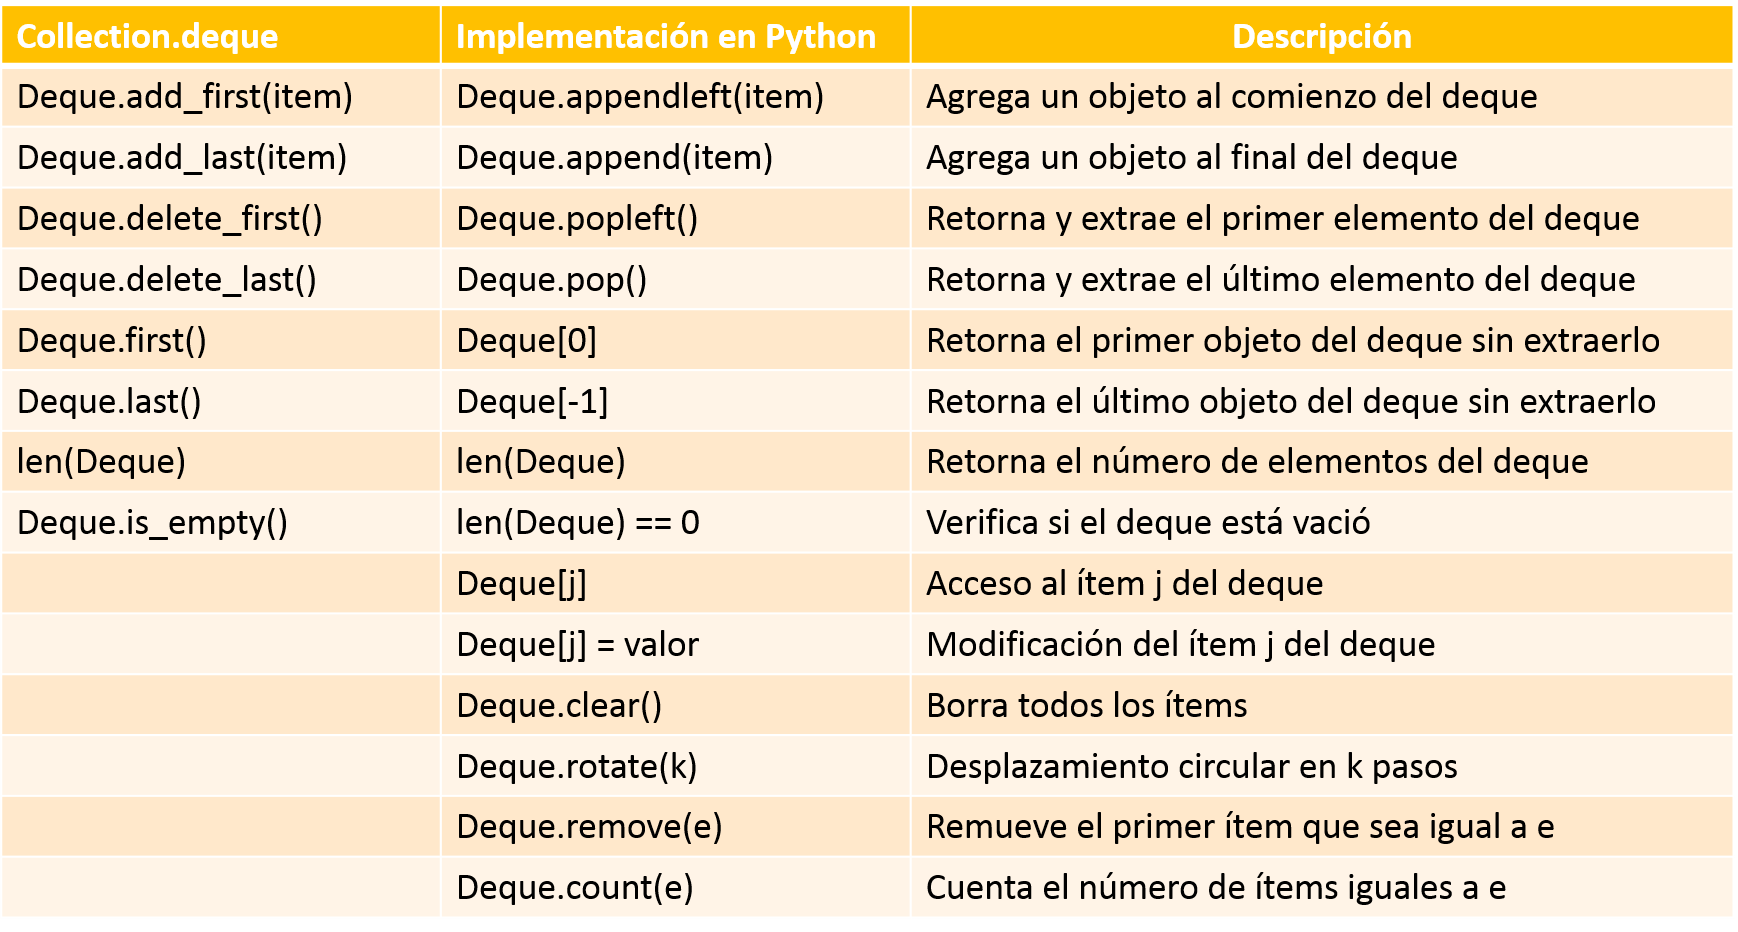 Collection.deque Implementación en Python Descripción
Deque.add_first(item) Deque.appendleft(item) Agrega un objeto al comienzo del deque
Deque.add_last(item) Deque.append(item) Agrega un objeto al final del deque
Deque.delete_first() Deque.popleft() Retorna y extrae el primer elemento del deque
Deque.delete_last() Deque.pop() Retorna y extrae el último elemento del deque
Deque.first() Deque[0] Retorna el primer objeto del deque sin extraerlo
Deque.last() Deque[-1] Retorna el último objeto del deque sin extraerlo
len(Deque) len(Deque) Retorna el número de elementos del deque
Deque.is_empty() len(Deque) == 0 Verifica si el deque está vació
Deque[j] Acceso al ítem j del deque
Deque[j] = valor Modificación del ítem j del deque
Deque.clear() Borra todos los ítems
Deque.rotate(k) Desplazamiento circular en k pasos
Deque.remove(e) Remueve el primer ítem que sea igual a e
Deque.count(e) Cuenta el número de ítems iguales a e